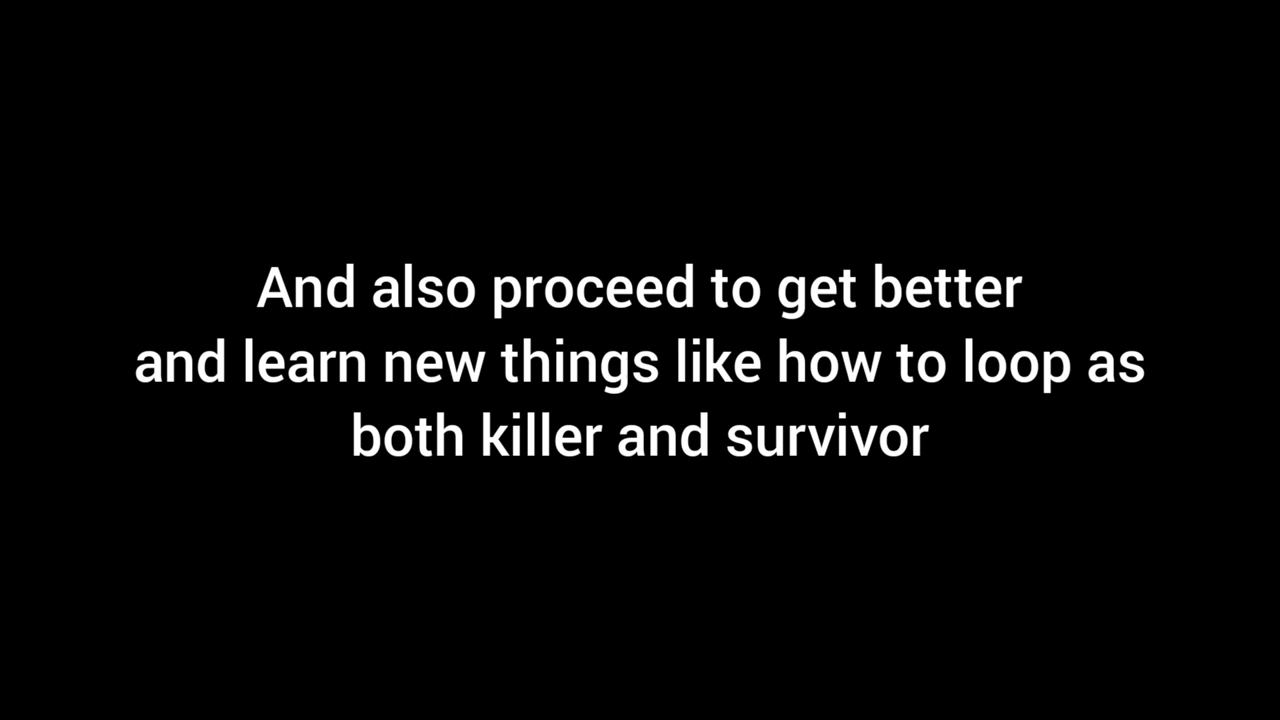 And also proceed to get better
and learn new things like how to loop as
both killer and survivor